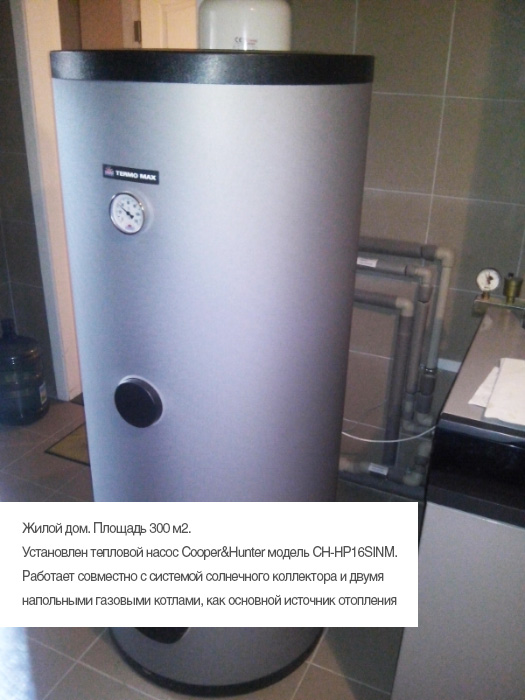 TERMO MAX
Жилой дом. Площадь 300 м2.
Установлен тепловой насос Cooper&Hunter модель CH-HP16SINM.
Работает совместно с системой солнечного коллектора и двумя
напольными газовыми котлами, как основной источник отопления